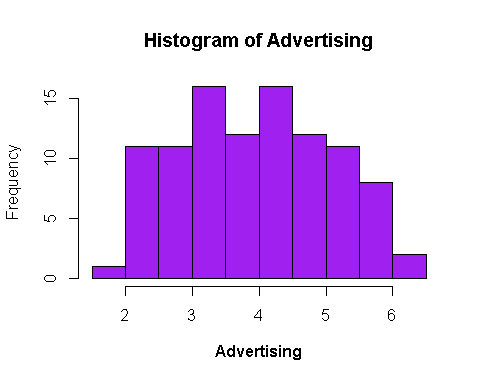 Histogram of Advertising
Frequency
15
10
5
0
2 3 4 5 6
Advertising